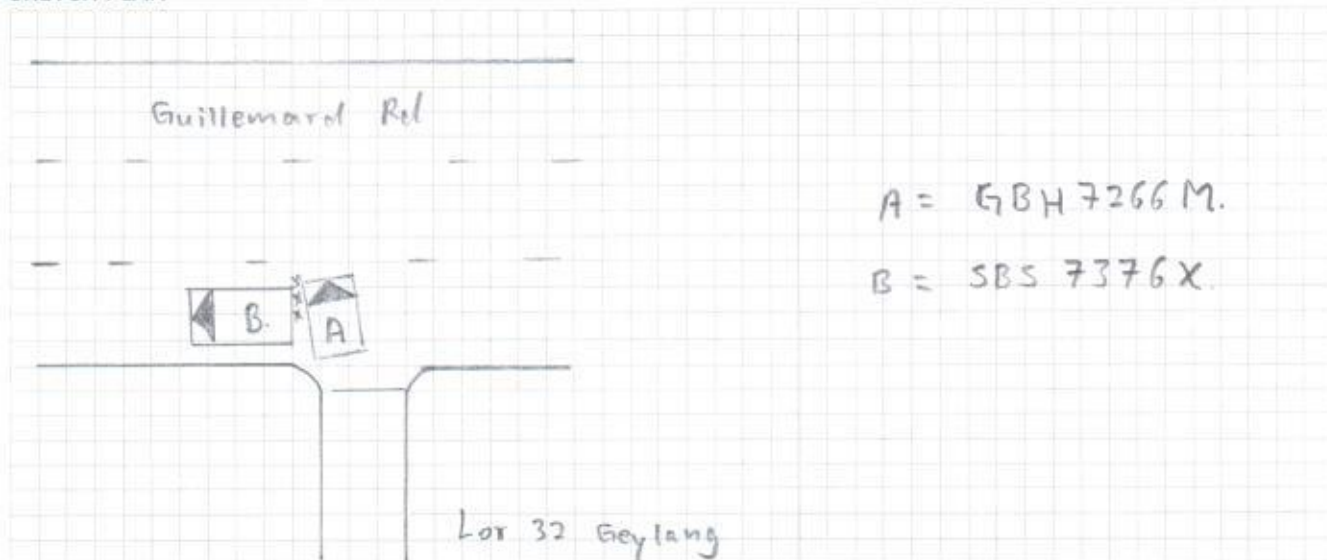 Guillemard Rd
A = GBH 7266 M.
B = SBS 7376 X.
B.
A
Lor 32 Geylang